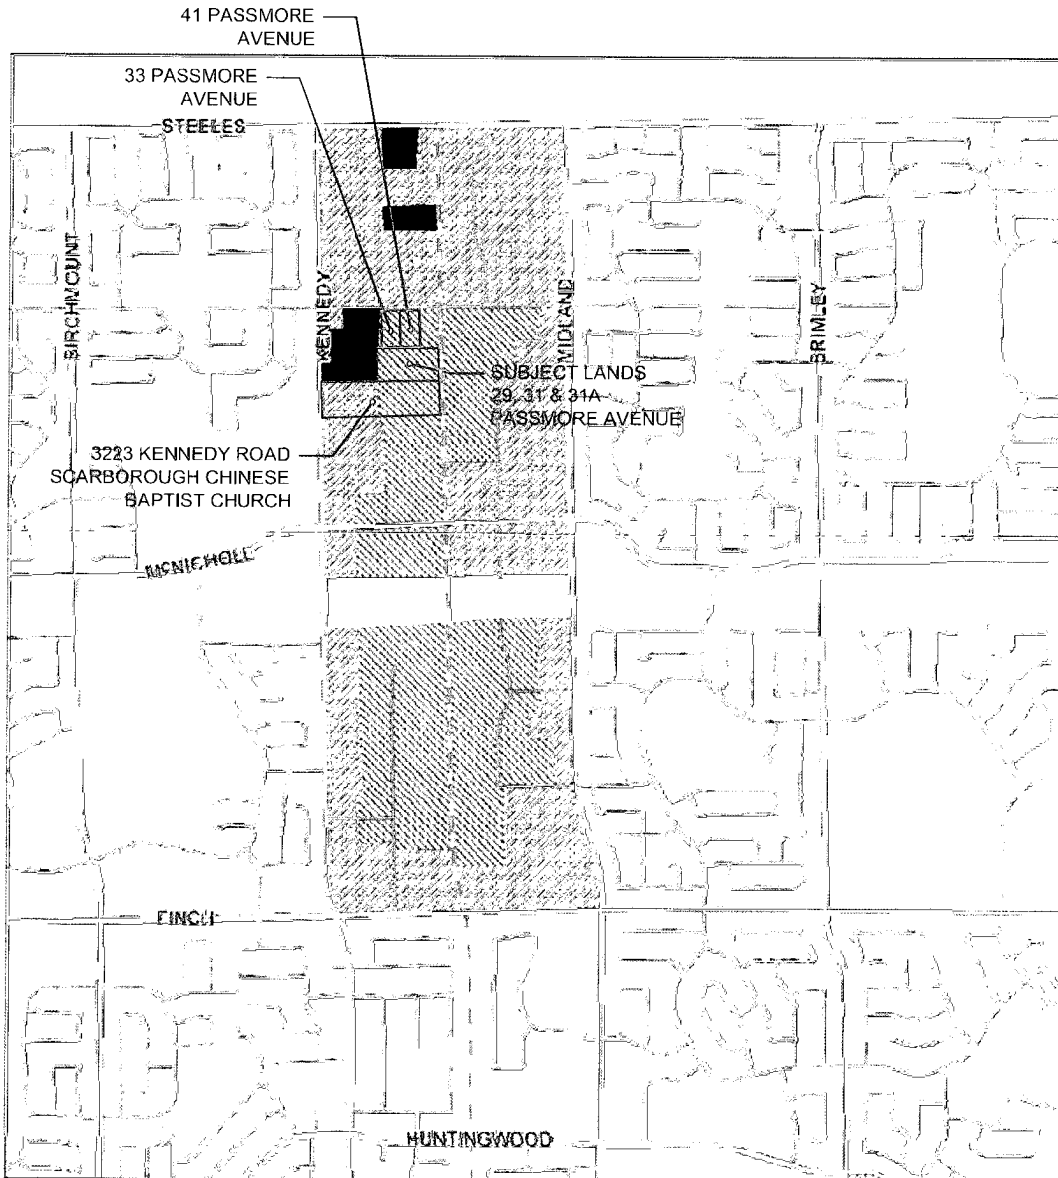 41 PASSMORE
AVENUE
33 PASSMORE
AVENUE
STEELES
BIRCHMOUNT
KENNEDY
MIDLAND
BRIMLEY
SUBJECT LANDS
29, 31 & 31A
PASSMORE AVENUE
3223 KENNEDY ROAD
SCARBOROUGH CHINESE
BAPTIST CHURCH
McNICHOLL
FINCH
HUNTINGWOOD